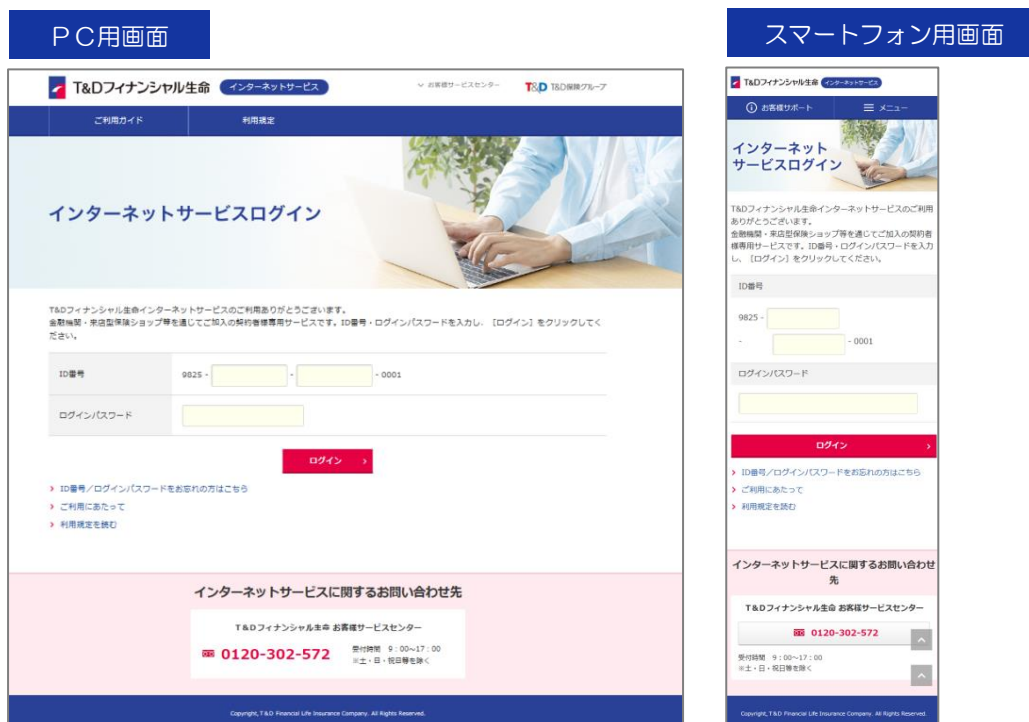 ＰＣ用画面
T&Dフィナンシャル生命 インターネットサービス
お客様サービスセンター
T&D T&D保険グループ
ご利用ガイド
利用規定
インターネットサービスログイン
T&Dフィナンシャル生命インターネットサービスのご利用ありがとうございます。
金融機関・来店型保険ショップ等を通じてご加入の契約者様専用サービスです。ID番号・ログインパスワードを入力し、［ログイン］をクリックしてく
ださい。
ID番号
9825 - - - 0001
ログインパスワード
ログイン
ID番号／ログインパスワードをお忘れの方はこちら
ご利用にあたって
利用規定を読む
インターネットサービスに関するお問い合わせ先
T&Dフィナンシャル生命 お客様サービスセンター
0120-302-572
受付時間 9：00～17：00
※土・日・祝日等を除く
Copyright, T&D Financial Life Insurance Company. All Rights Reserved.
スマートフォン用画面
T&Dフィナンシャル生命 インターネットサービス
お客様サポート
メニュー
インターネット
サービスログイン
T&Dフィナンシャル生命インターネットサービスのご利用
ありがとうございます。
金融機関・来店型保険ショップ等を通じてご加入の契約者
様専用サービスです。ID番号・ログインパスワードを入力
し、［ログイン］をクリックしてください。
ID番号
9825 -
- - 0001
ログインパスワード
ログイン
ID番号／ログインパスワードをお忘れの方はこちら
ご利用にあたって
利用規定を読む
インターネットサービスに関するお問い合わせ
先
T&Dフィナンシャル生命 お客様サービスセンター
0120-302-572
受付時間 9：00～17：00
※土・日・祝日等を除く
Copyright, T&D Financial Life Insurance Company. All Rights Reserved.